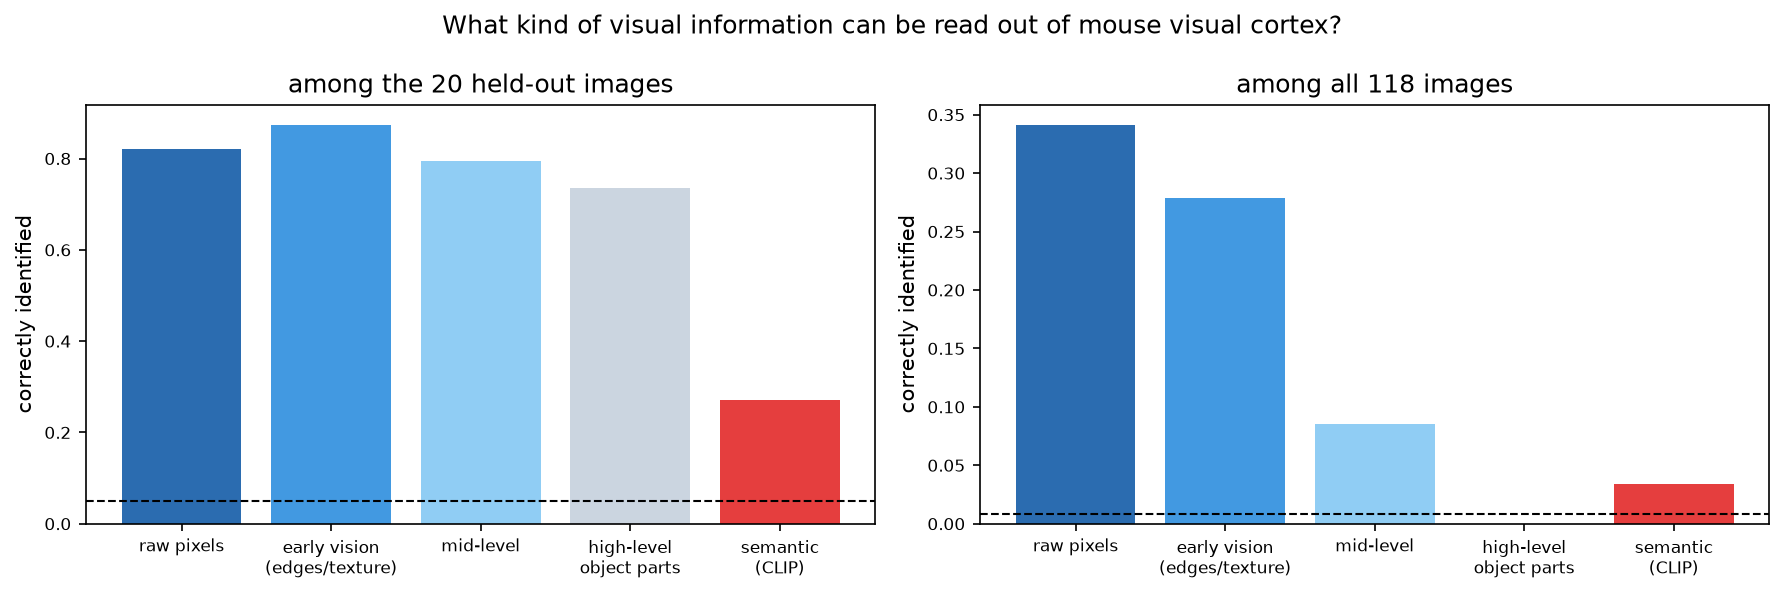 What kind of visual information can be read out of mouse visual cortex?
among the 20 held-out images
correctly identified
0.8
0.6
0.4
0.2
0.0
raw pixels
early vision
(edges/texture)
mid-level
high-level
object parts
semantic
(CLIP)
among all 118 images
correctly identified
0.35
0.30
0.25
0.20
0.15
0.10
0.05
0.00
raw pixels
early vision
(edges/texture)
mid-level
high-level
object parts
semantic
(CLIP)